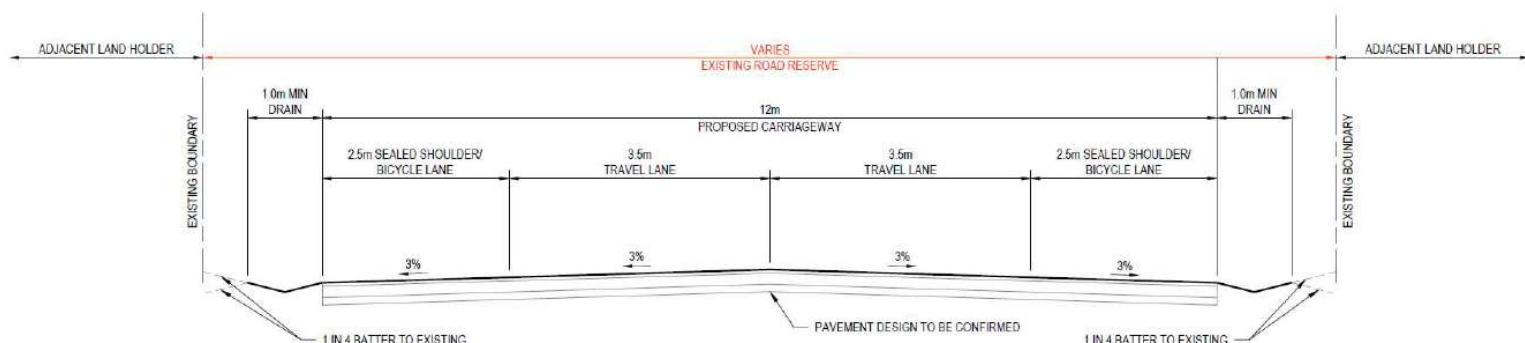 ADJACENT LAND HOLDER
VARIES
EXISTING ROAD RESERVE
ADJACENT LAND HOLDER
1.0m MIN
DRAIN
12m
PROPOSED CARRIAGEWAY
1.0m MIN
DRAIN
EXISTING BOUNDARY
2.5m SEALED SHOULDER/
BICYCLE LANE
3.5m
TRAVEL LANE
3.5m
TRAVEL LANE
2.5m SEALED SHOULDER/
BICYCLE LANE
EXISTING BOUNDARY
3%
3%
3%
3%
PAVEMENT DESIGN TO BE CONFIRMED
1 IN 4 BATTER TO EXISTING
1 IN 4 BATTER TO EXISTING